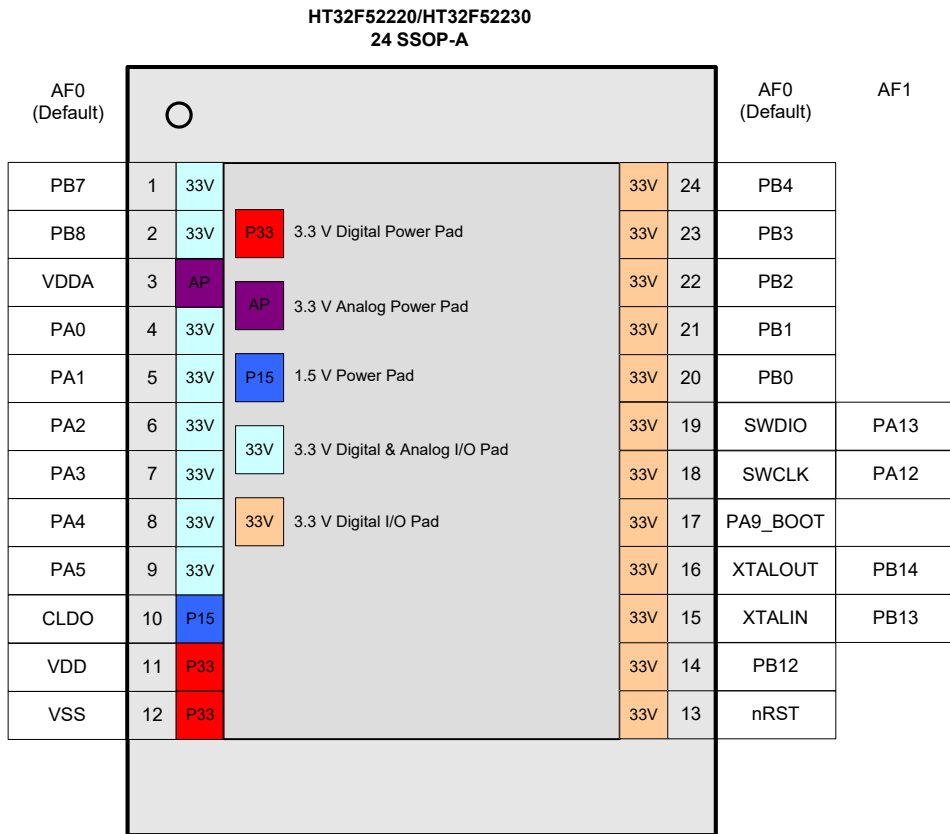 HT32F52220/HT32F52230
24 SSOP-A
AF0
(Default)
AF0
(Default)
AF1
PB7 1 33V 33V 24 PB4
PB8 2 33V 33V 23 PB3
P33 3.3 V Digital Power Pad
VDDA 3 AP 33V 22 PB2
AP 3.3 V Analog Power Pad
PA0 4 33V 33V 21 PB1
PA1 5 33V 33V 20 PB0
P15 1.5 V Power Pad
PA2 6 33V 33V 19 SWDIO PA13
33V 3.3 V Digital & Analog I/O Pad
PA3 7 33V 33V 18 SWCLK PA12
PA4 8 33V 33V 17 PA9_BOOT
33V 3.3 V Digital I/O Pad
PA5 9 33V 33V 16 XTALOUT PB14
CLDO 10 P15 33V 15 XTALIN PB13
VDD 11 P33 33V 14 PB12
VSS 12 P33 33V 13 nRST